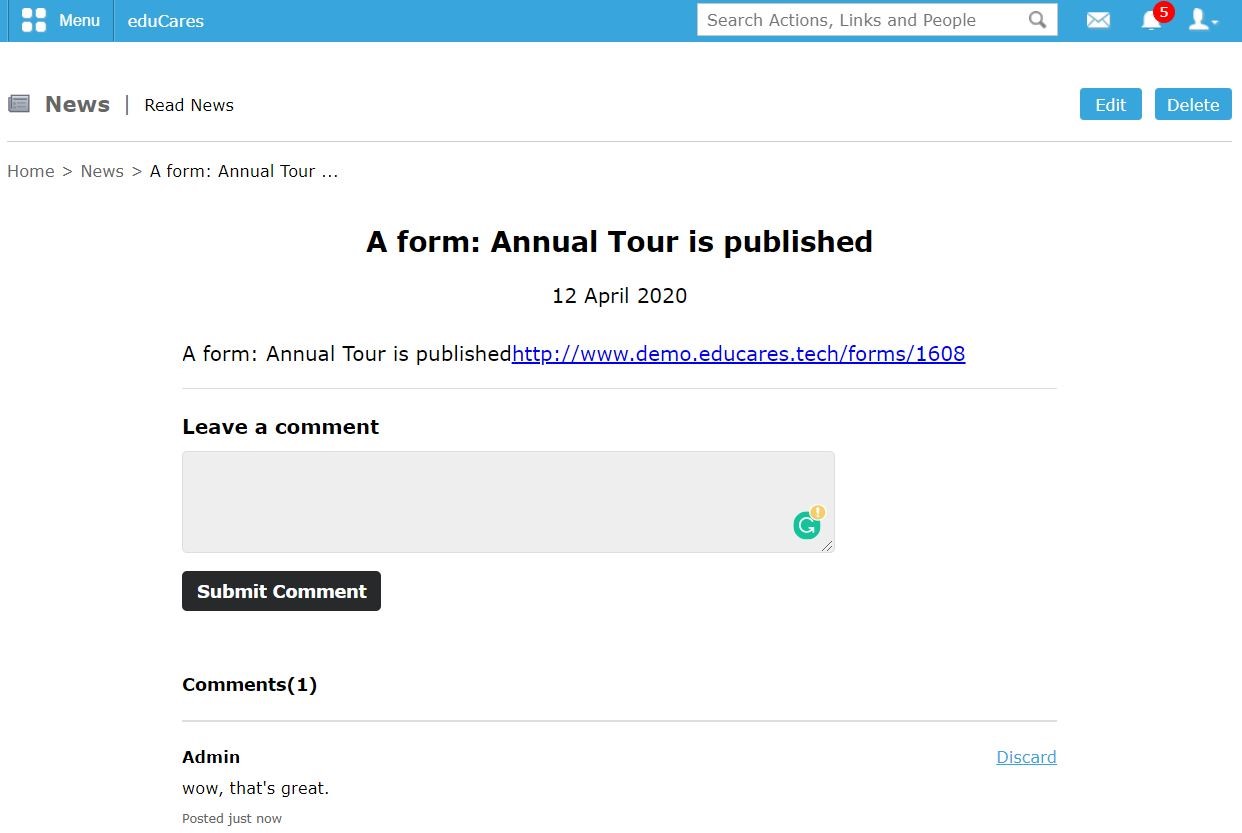 Menu eduCares Search Actions, Links and People 5
News | Read News Edit Delete
Home > News > A form: Annual Tour ...
A form: Annual Tour is published
12 April 2020
A form: Annual Tour is publishedhttp://www.demo.educares.tech/forms/1608
Leave a comment
Submit Comment
Comments(1)
Admin Discard
wow, that's great.
Posted just now